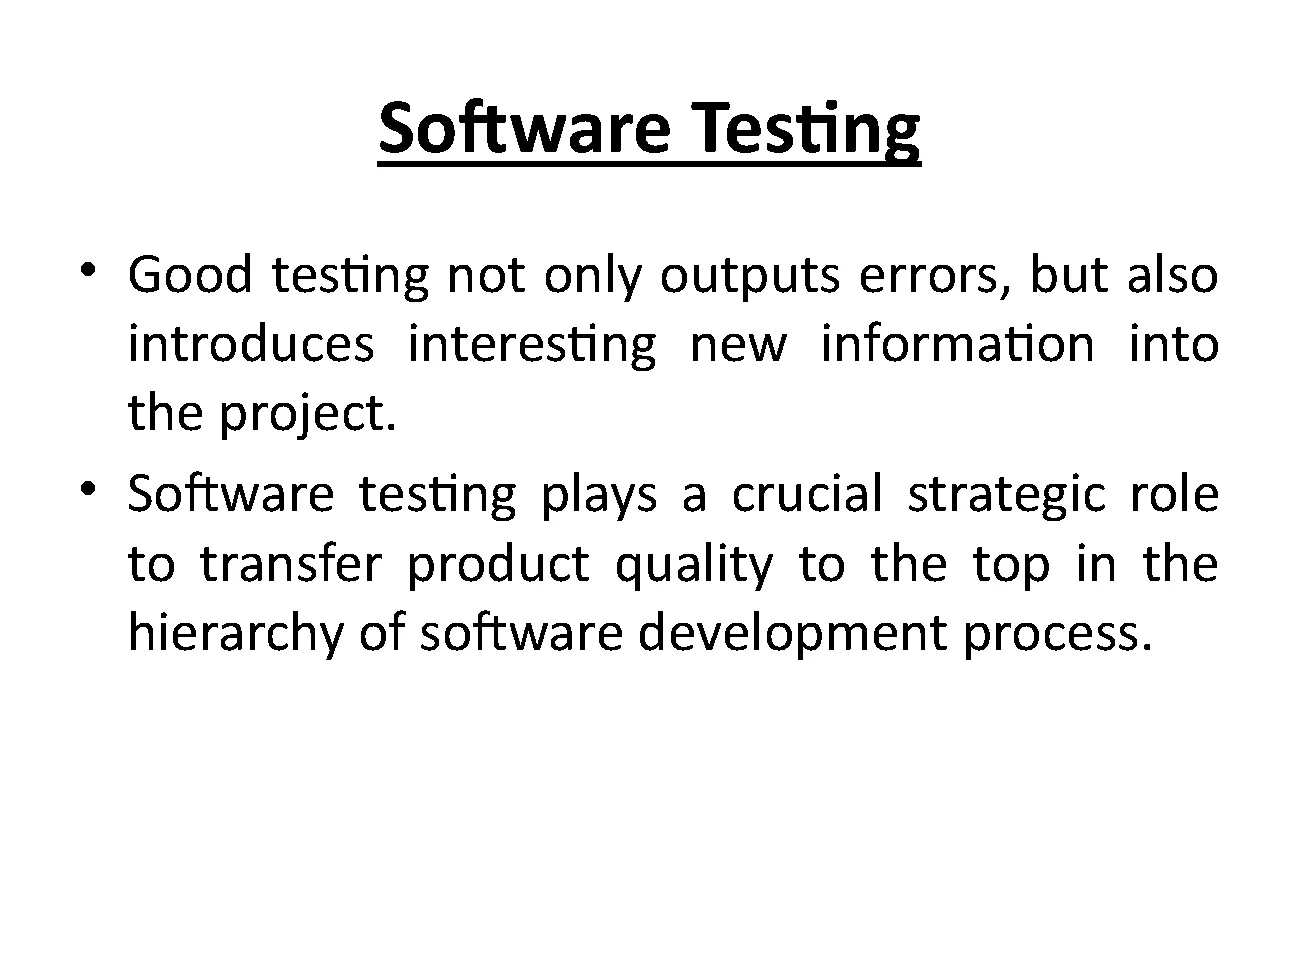 Software Testing
• Good testing not only outputs errors, but also
introduces interesting new information into
the project.
• Software testing plays a crucial strategic role
to transfer product quality to the top in the
hierarchy of software development process.